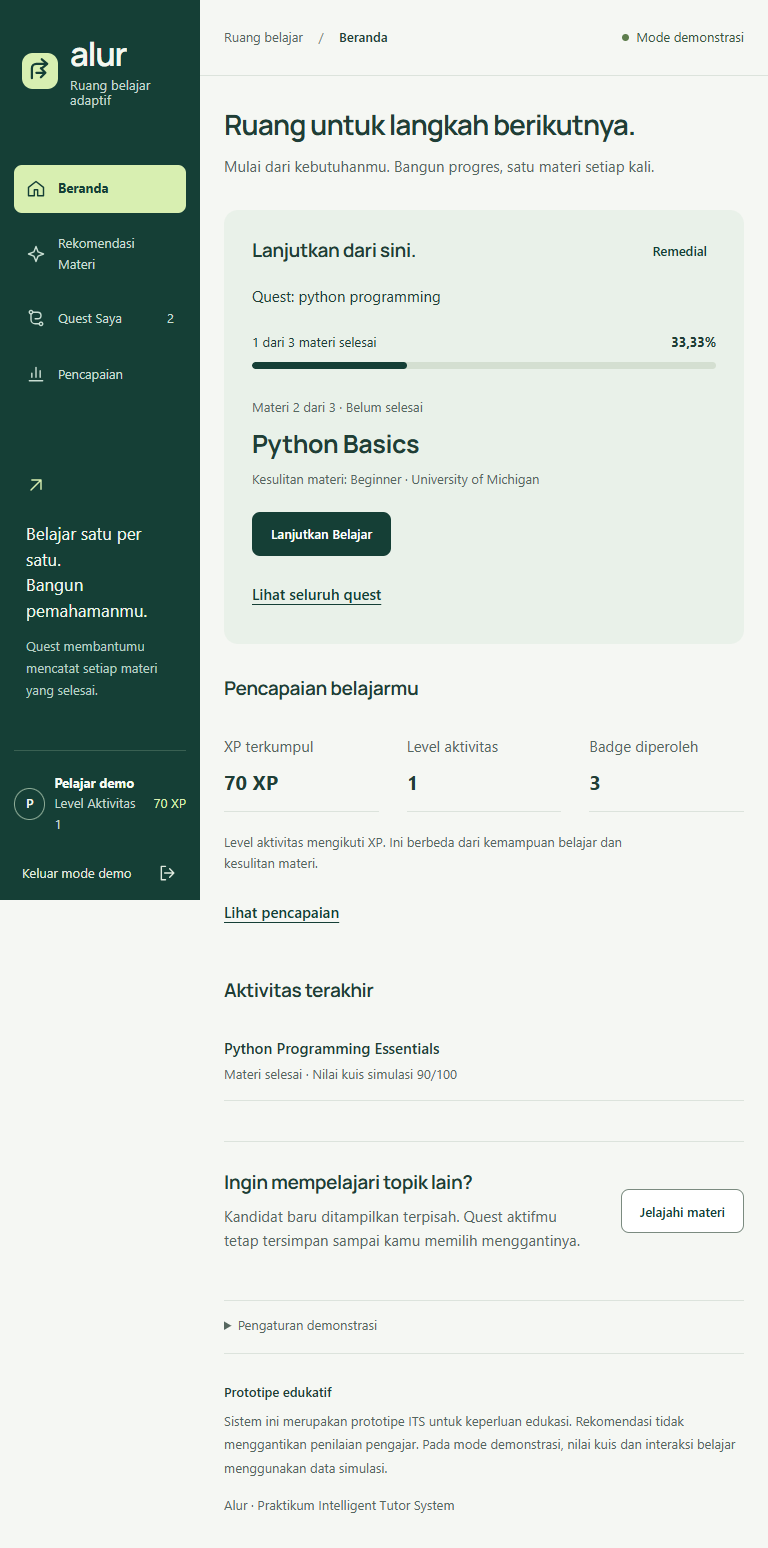 alur
Ruang belajar
adaptif
Beranda
Rekomendasi
Materi
Quest Saya 2
Pencapaian
Belajar satu per
satu.
Bangun
pemahamanmu.
Quest membantumu
mencatat setiap materi
yang selesai.
P
Pelajar demo
Level Aktivitas
1
70 XP
Keluar mode demo
Ruang belajar / Beranda
Mode demonstrasi
Ruang untuk langkah berikutnya.
Mulai dari kebutuhanmu. Bangun progres, satu materi setiap kali.
Lanjutkan dari sini.
Remedial
Quest: python programming
1 dari 3 materi selesai
33,33%
Materi 2 dari 3 · Belum selesai
Python Basics
Kesulitan materi: Beginner · University of Michigan
Lanjutkan Belajar
Lihat seluruh quest
Pencapaian belajarmu
XP terkumpul
70 XP
Level aktivitas
1
Badge diperoleh
3
Level aktivitas mengikuti XP. Ini berbeda dari kemampuan belajar dan
kesulitan materi.
Lihat pencapaian
Aktivitas terakhir
Python Programming Essentials
Materi selesai · Nilai kuis simulasi 90/100
Ingin mempelajari topik lain?
Kandidat baru ditampilkan terpisah. Quest aktifmu
tetap tersimpan sampai kamu memilih menggantinya.
Jelajahi materi
Pengaturan demonstrasi
Prototipe edukatif
Sistem ini merupakan prototipe ITS untuk keperluan edukasi. Rekomendasi tidak
menggantikan penilaian pengajar. Pada mode demonstrasi, nilai kuis dan interaksi belajar
menggunakan data simulasi.
Alur · Praktikum Intelligent Tutor System